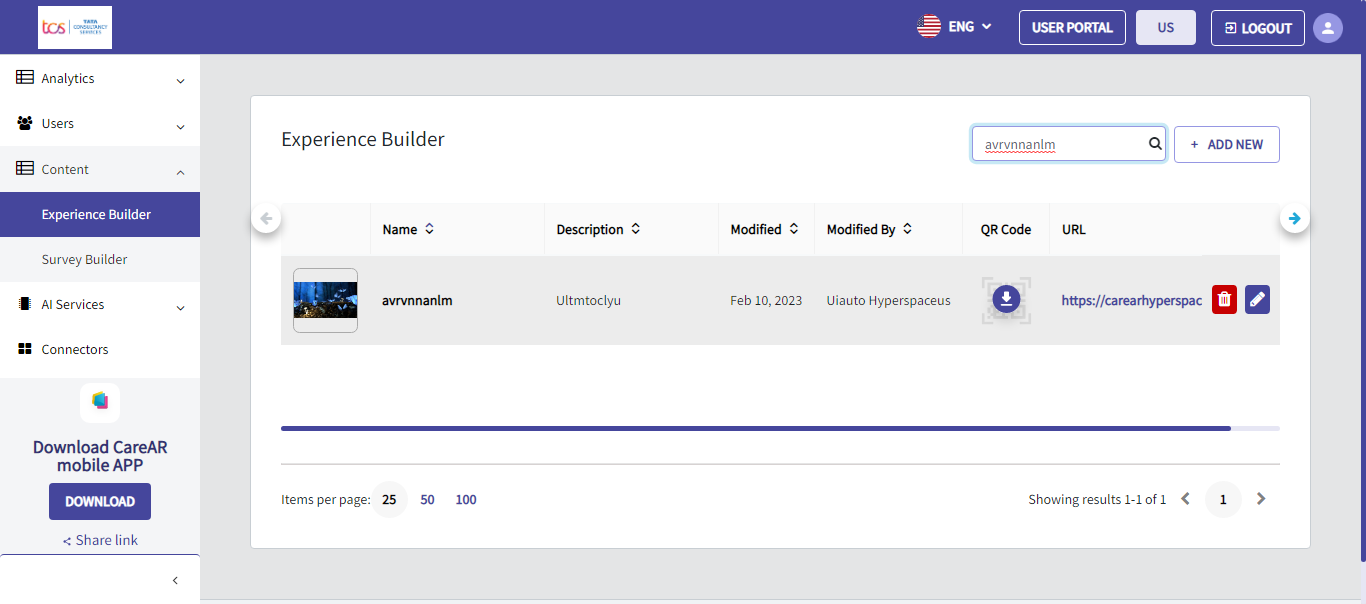 tcs TATA CONSULTANCY SERVICES
ENG
USER PORTAL
US
LOGOUT
Analytics
Users
Content
Experience Builder
Survey Builder
AI Services
Connectors
Download CareAR
mobile APP
DOWNLOAD
Share link
Experience Builder
avrvnnanlm
+ ADD NEW
Name Description Modified Modified By QR Code URL
avrvnnanlm Ultmtoclyu Feb 10, 2023 Uiauto Hyperspaceus https://carearhyperspac
Items per page: 25 50 100
Showing results 1-1 of 1 1